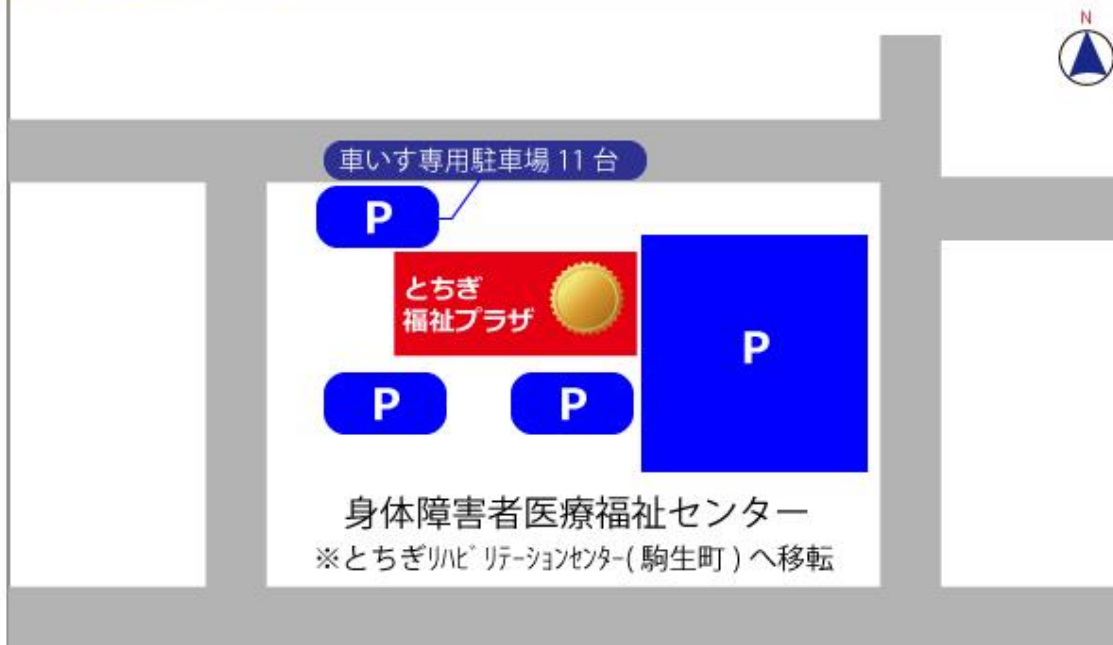 N
車いす専用駐車場 11 台
P
とちぎ
福祉プラザ
P
P
P
身体障害者医療福祉センター
※とちぎﾘﾊﾋﾞﾘﾃｰｼｮﾝｾﾝﾀｰ( 駒生町 ) へ移転